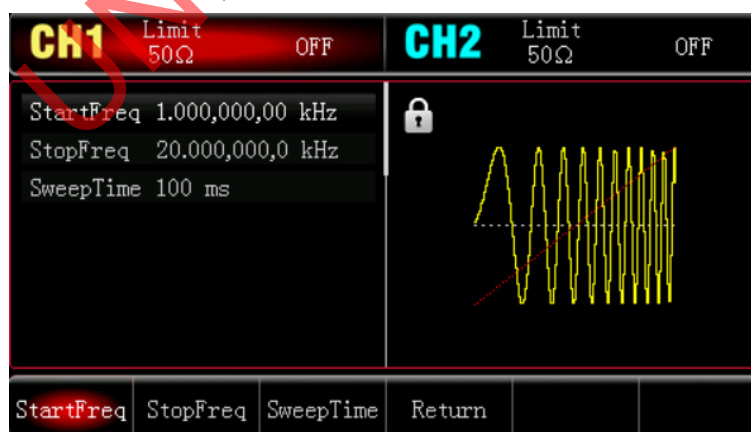 CH1 Limit 50Ω OFF CH2 Limit 50Ω OFF
StartFreq 1.000,000,00 kHz
StopFreq 20.000,000,0 kHz
SweepTime 100 ms
StartFreq StopFreq SweepTime Return